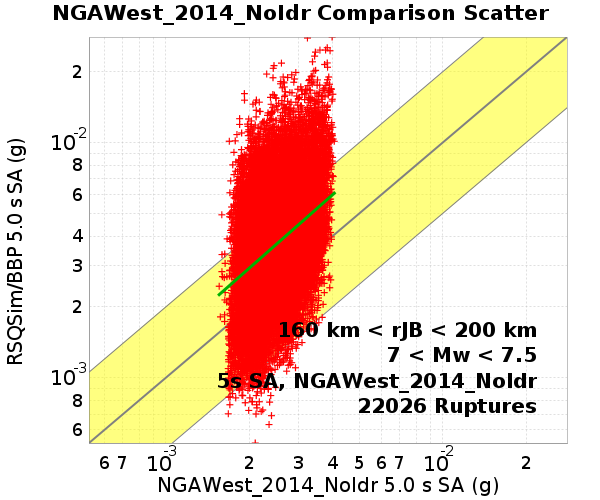 NGAWest_2014_NoIdr Comparison Scatter
RSQSim/BBP 5.0 s SA (g)
2
10-2
8
6
4
3
2
10-3
8
6
160 km < rJB < 200 km
7 < Mw < 7.5
5s SA, NGAWest_2014_NoIdr
22026 Ruptures
6 7 10-3 2 3 4 5 6 7 10-2 2
NGAWest_2014_NoIdr 5.0 s SA (g)